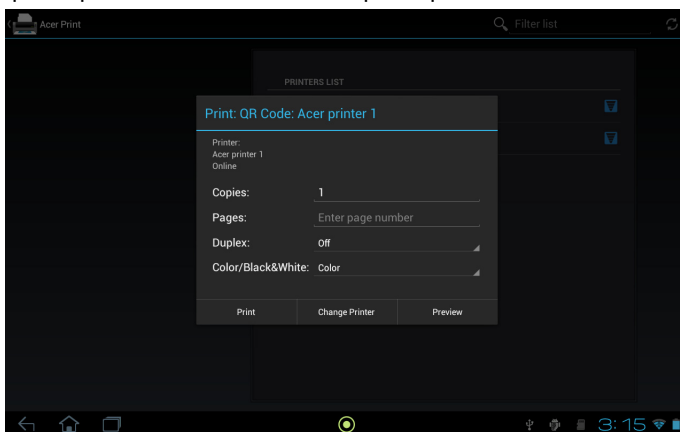 Acer Print
Filter list
PRINTERS LIST
Print: QR Code: Acer printer 1
Printer:
Acer printer 1
Online
Copies: 1
Pages: Enter page number
Duplex: Off
Color/Black&White: Color
Print Change Printer Preview
3:15